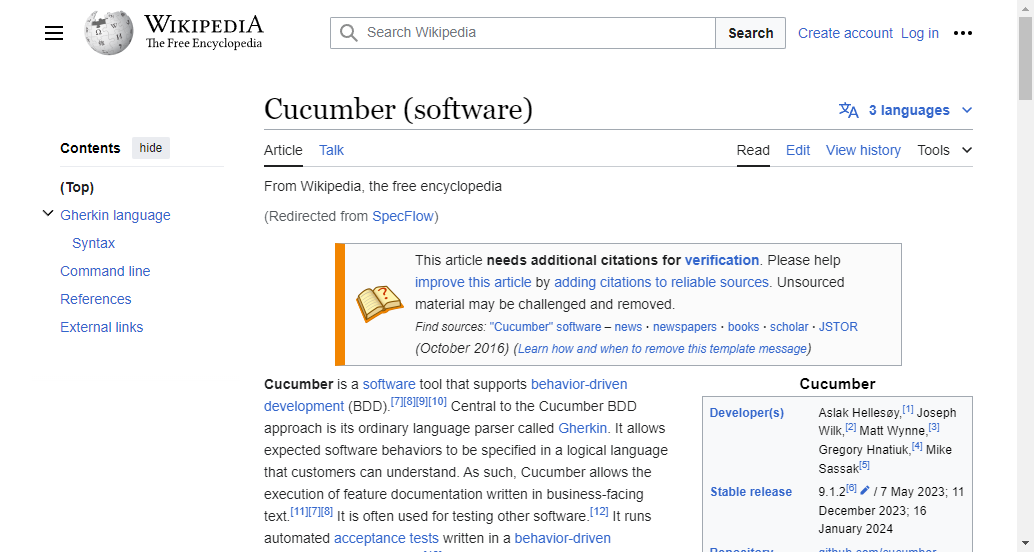 WIKIPEDIA
The Free Encyclopedia
Search Wikipedia
Search
Create account Log in
Cucumber (software)
3 languages
Contents hide
Article Talk
Read Edit View history Tools
(Top)
Gherkin language
Syntax
Command line
References
External links
From Wikipedia, the free encyclopedia
(Redirected from SpecFlow)
This article needs additional citations for verification. Please help
improve this article by adding citations to reliable sources. Unsourced
material may be challenged and removed.
Find sources: "Cucumber" software – news · newspapers · books · scholar · JSTOR
(October 2016) (Learn how and when to remove this template message)
Cucumber is a software tool that supports behavior-driven
development (BDD).[7][8][9][10] Central to the Cucumber BDD
approach is its ordinary language parser called Gherkin. It allows
expected software behaviors to be specified in a logical language
that customers can understand. As such, Cucumber allows the
execution of feature documentation written in business-facing
text.[11][7][8] It is often used for testing other software.[12] It runs
automated acceptance tests written in a behavior-driven
Cucumber
Developer(s) Aslak Hellesøy,[1] Joseph
Wilk,[2] Matt Wynne,[3]
Gregory Hnatiuk,[4] Mike
Sassak[5]
Stable release 9.1.2[6] / 7 May 2023; 11
December 2023; 16
January 2024
Repository github.com/cucumber